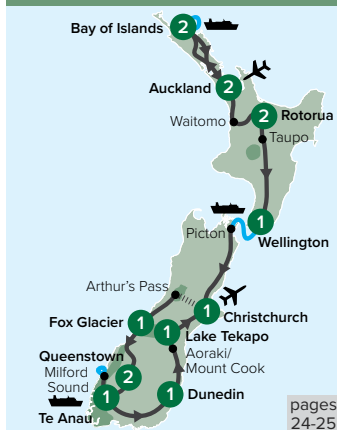 Bay of Islands
2
2
Auckland
Waitomo
2
Rotorua
Taupo
Picton
1
Wellington
Arthur's Pass
1
Christchurch
Fox Glacier
1
1
Lake Tekapo
Aoraki/
Mount Cook
Queenstown
2
Milford
Sound
1
Te Anau
1
Dunedin
pages
24-25